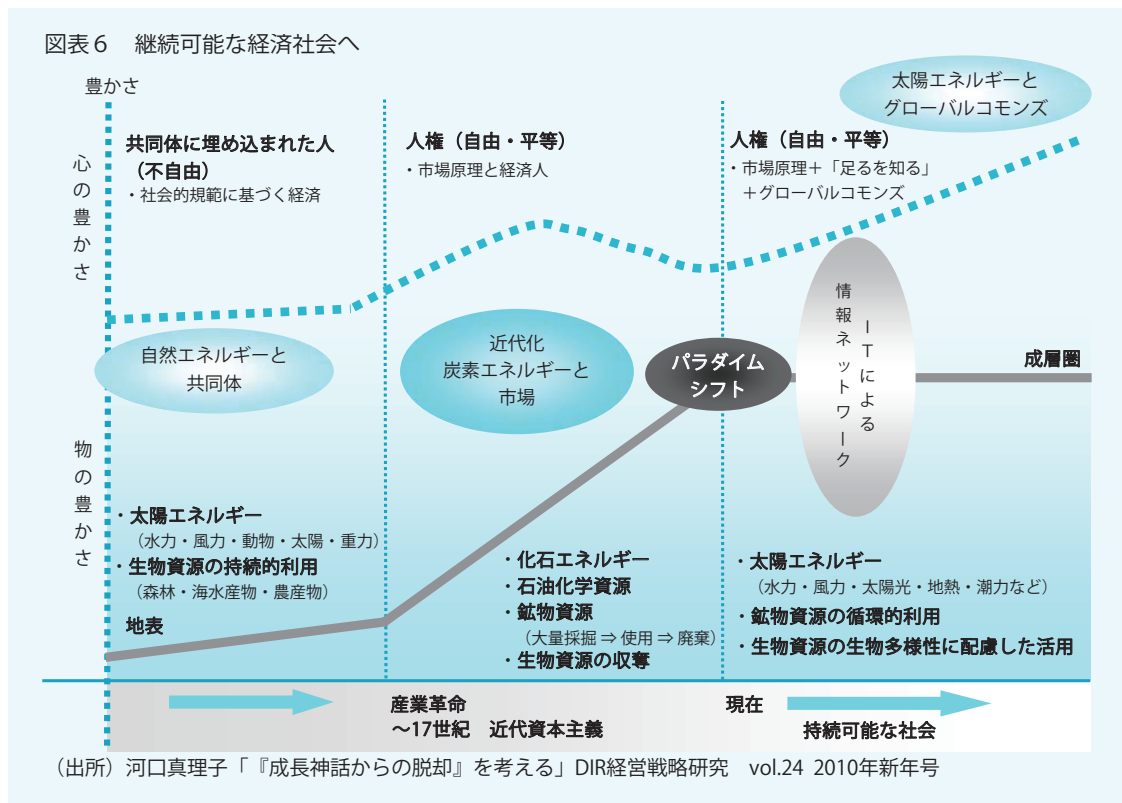 図表6 継続可能な経済社会へ
豊かさ
心の豊かさ
物の豊かさ
共同体に埋め込まれた人
（不自由）
・社会的規範に基づく経済
人権（自由・平等）
・市場原理と経済人
太陽エネルギーと
グローバルコモンズ
人権（自由・平等）
・市場原理＋「足るを知る」
＋グローバルコモンズ
自然エネルギーと
共同体
近代化
炭素エネルギーと
市場
パラダイム
シフト
ITによる
情報ネットワーク
成層圏
・太陽エネルギー
（水力・風力・動物・太陽・重力）
・生物資源の持続的利用
（森林・海水産物・農産物）
地表
・化石エネルギー
・石油化学資源
・鉱物資源
（大量採掘⇒使用⇒廃棄）
・生物資源の収奪
・太陽エネルギー
（水力・風力・太陽光・地熱・潮力など）
・鉱物資源の循環的利用
・生物資源の生物多様性に配慮した活用
産業革命
～17世紀 近代資本主義
現在
持続可能な社会
（出所）河口真理子「『成長神話からの脱却』を考える」DIR経営戦略研究 vol.24 2010年新年号